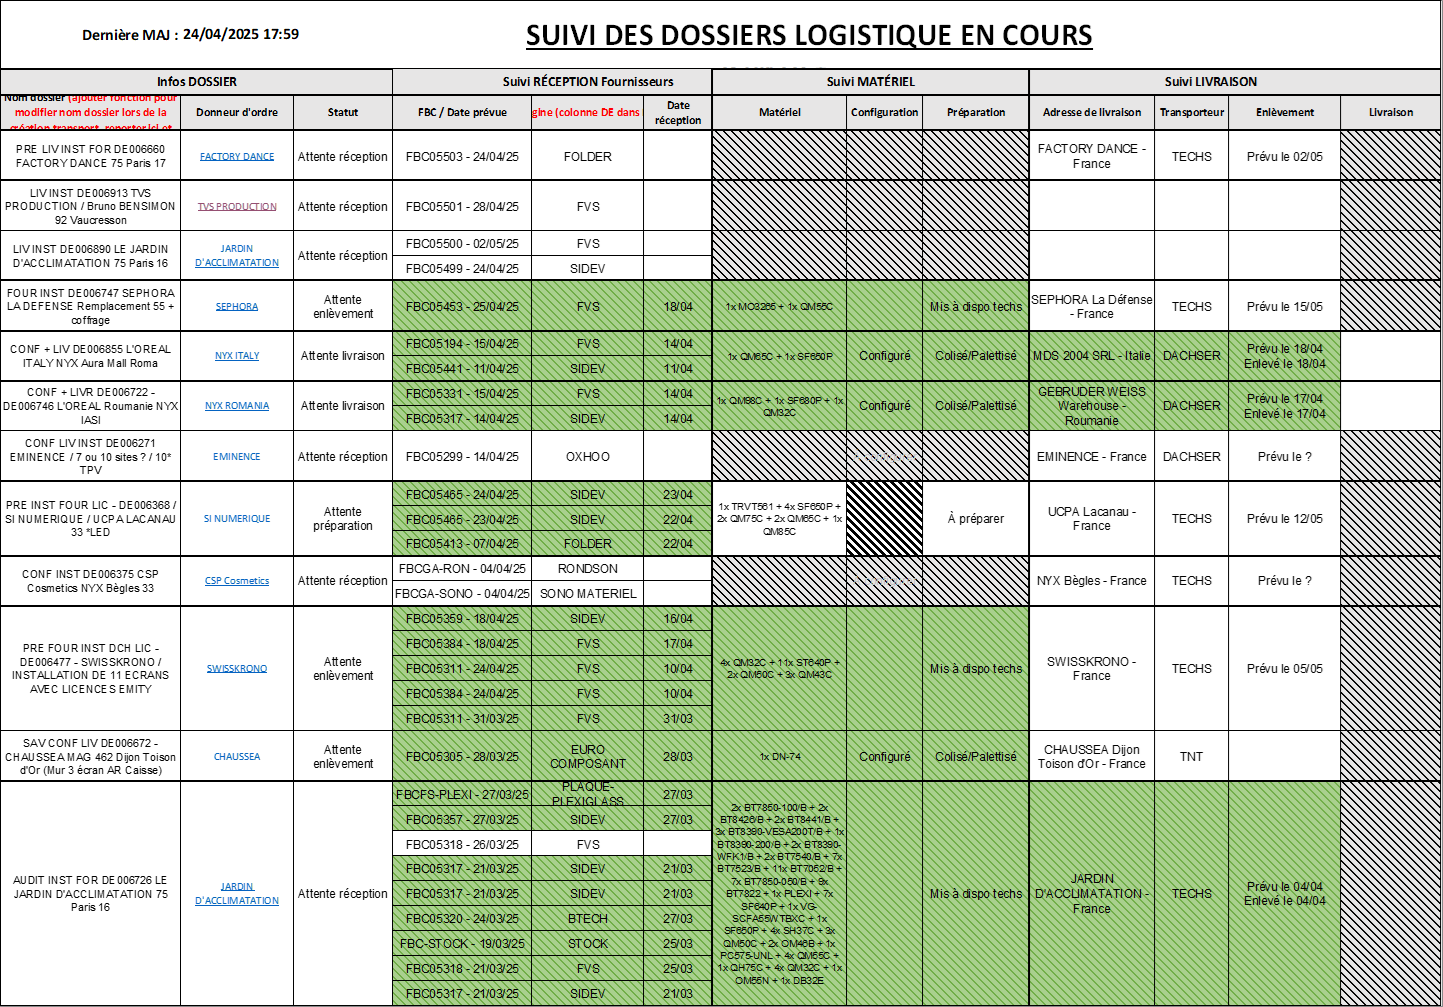 Dernière MAJ : 24/04/2025 17:59
SUIVI DES DOSSIERS LOGISTIQUE EN COURS
Infos DOSSIER
Suivi RÉCEPTION Fournisseurs
Suivi MATÉRIEL
Suivi LIVRAISON
Nom dossier (ajouter fonction pour
modifier nom dossier lors de la
création transport, reporter ici et
Donneur d'ordre
Statut
FBC / Date prévue
gine (colonne DE dans
Date
réception
Matériel
Configuration
Préparation
Adresse de livraison
Transporteur
Enlèvement
Livraison
PRE LIV INST FOR DE006660
FACTORY DANCE 75 Paris 17
FACTORY DANCE
Attente réception
FBC05503 - 24/04/25
FOLDER
FACTORY DANCE -
France
TECHS
Prévu le 02/05
LIV INST DE006913 TVS
PRODUCTION / Bruno BENSIMON
92 Vaucresson
TVS PRODUCTION
Attente réception
FBC05501 - 28/04/25
FVS
LIV INST DE006890 LE JARDIN
D'ACCLIMATATION 75 Paris 16
JARDIN
D'ACCLIMATATION
Attente réception
FBC05500 - 02/05/25
FVS
FBC05499 - 24/04/25
SIDEV
FOUR INST DE006747 SEPHORA
LA DEFENSE Remplacement 55 +
coffrage
SEPHORA
Attente
enlèvement
FBC05453 - 25/04/25
FVS
18/04
1x MO3265 + 1x QM55C
Mis à dispo techs
SEPHORA La Défense
- France
TECHS
Prévu le 15/05
CONF + LIV DE006855 L'OREAL
ITALY NYX Aura Mall Roma
NYX ITALY
Attente livraison
FBC05194 - 15/04/25
FVS
14/04
FBC05441 - 11/04/25
SIDEV
11/04
1x QM65C + 1x SF650P
Configuré
Colisé/Palettisé
MDS 2004 SRL - Italie
DACHSER
Prévu le 18/04
Enlevé le 18/04
CONF + LIVR DE006722 -
DE006746 L'OREAL Roumanie NYX
IASI
NYX ROMANIA
Attente livraison
FBC05331 - 15/04/25
FVS
14/04
FBC05317 - 14/04/25
SIDEV
14/04
1x QM98C + 1x SF680P + 1x
QM32C
Configuré
Colisé/Palettisé
GEBRUDER WEISS
Warehouse -
Roumanie
DACHSER
Prévu le 17/04
Enlevé le 17/04
CONF LIV INST DE006271
EMINENCE / 7 ou 10 sites ? / 10*
TPV
EMINENCE
Attente réception
FBC05299 - 14/04/25
OXHOO
EMINENCE - France
DACHSER
Prévu le ?
PRE INST FOUR LIC - DE006368 /
SI NUMERIQUE / UCPA LACANAU
33 *LED
SI NUMERIQUE
Attente
préparation
FBC05465 - 24/04/25
SIDEV
23/04
FBC05465 - 23/04/25
SIDEV
22/04
FBC05413 - 07/04/25
FOLDER
22/04
1x TRVT561 + 4x SF650P +
2x QM75C + 2x QM65C + 1x
QM85C
À préparer
UCPA Lacanau -
France
TECHS
Prévu le 12/05
CONF INST DE006375 CSP
Cosmetics NYX Bègles 33
CSP Cosmetics
Attente réception
FBCGA-RON - 04/04/25
RONDSON
FBCGA-SONO - 04/04/25
SONO MATERIEL
NYX Bègles - France
TECHS
Prévu le ?
PRE FOUR INST DCH LIC -
DE006477 - SWISSKRONO /
INSTALLATION DE 11 ECRANS
AVEC LICENCES EMITY
SWISSKRONO
Attente
enlèvement
FBC05359 - 18/04/25
SIDEV
16/04
FBC05384 - 18/04/25
FVS
17/04
FBC05311 - 24/04/25
FVS
10/04
FBC05384 - 24/04/25
FVS
10/04
FBC05311 - 31/03/25
FVS
31/03
4x QM32C + 11x ST640P +
2x QM50C + 3x QM43C
Mis à dispo techs
SWISSKRONO -
France
TECHS
Prévu le 05/05
SAV CONF LIV DE006672 -
CHAUSSEA MAG 462 Dijon Toison
d'Or (Mur 3 écran AR Caisse)
CHAUSSEA
Attente
enlèvement
FBC05305 - 28/03/25
EURO
COMPOSANT
28/03
1x DN-74
Configuré
Colisé/Palettisé
CHAUSSEA Dijon
Toison d'Or - France
TNT
AUDIT INST FOR DE006726 LE
JARDIN D'ACCLIMATATION 75
Paris 16
JARDIN
D'ACCLIMATATION
Attente réception
FBCFS-PLEXI - 27/03/25
PLAQUE-
PLEXIGLASS
27/03
FBC05357 - 27/03/25
SIDEV
27/03
FBC05318 - 26/03/25
FVS
FBC05317 - 21/03/25
SIDEV
21/03
FBC05317 - 21/03/25
SIDEV
21/03
FBC05320 - 24/03/25
BTECH
27/03
FBC-STOCK - 19/03/25
STOCK
25/03
FBC05318 - 21/03/25
FVS
25/03
FBC05317 - 21/03/25
SIDEV
21/03
2x BT7850-100/B + 2x
BT8426/B + 2x BT8441/B +
3x BT8390-VESA200T/B + 1x
BT8390-200/B + 2x BT8390-
WFK1/B + 2x BT7540/B + 7x
BT7523/B + 11x BT7052/B +
7x BT7850-050/B + 9x
BT7822 + 1x PLEXI + 7x
SF640P + 1x VG-
SCFA55WTBXC + 1x
SF650P + 4x SH37C + 3x
QM50C + 2x OM46B + 1x
PC575-UNL + 4x QM55C +
1x QH75C + 4x QM32C + 1x
OM55N + 1x DB32E
Mis à dispo techs
JARDIN
D'ACCLIMATATION -
France
TECHS
Prévu le 04/04
Enlevé le 04/04